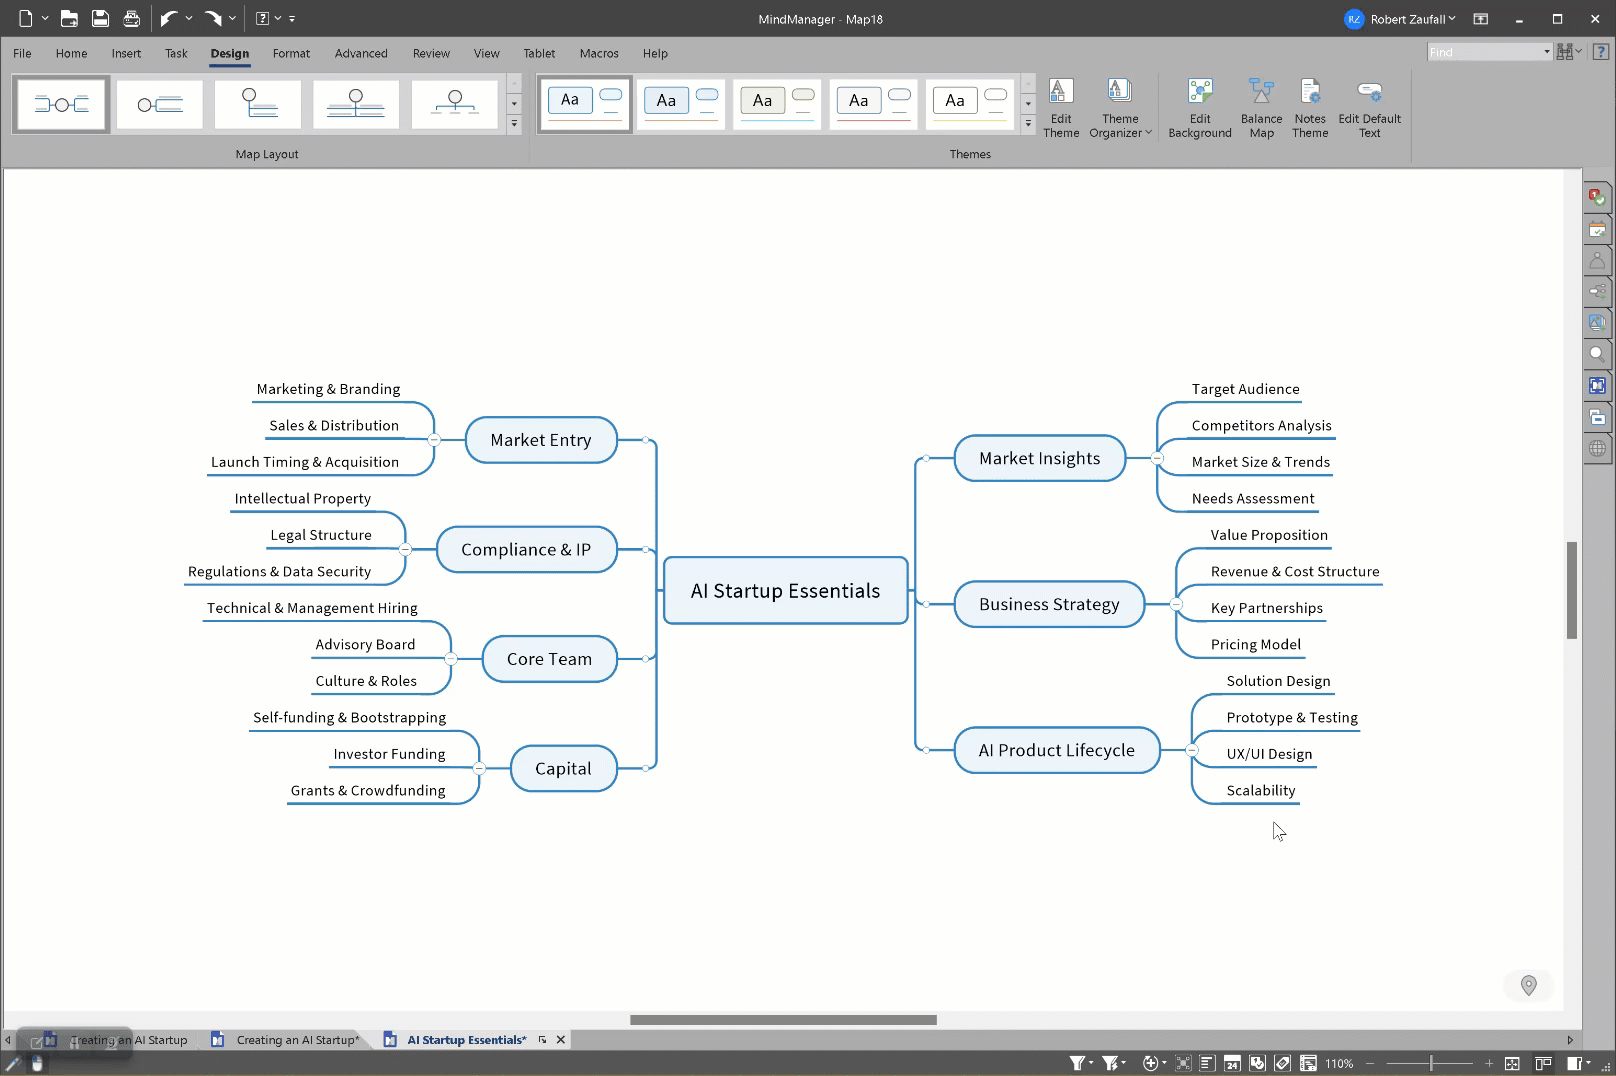 MindManager - Map18
RZ Robert Zaufall
File Home Insert Task Design Format Advanced Review View Tablet Macros Help
Find
Aa Aa Aa Aa Aa
Edit Theme
Theme Organizer
Edit Background
Balance Map
Notes Theme
Edit Default Text
Map Layout
Themes
AI Startup Essentials
Market Entry
Marketing & Branding
Sales & Distribution
Launch Timing & Acquisition
Compliance & IP
Intellectual Property
Legal Structure
Regulations & Data Security
Core Team
Technical & Management Hiring
Advisory Board
Culture & Roles
Capital
Self-funding & Bootstrapping
Investor Funding
Grants & Crowdfunding
Market Insights
Target Audience
Competitors Analysis
Market Size & Trends
Needs Assessment
Business Strategy
Value Proposition
Revenue & Cost Structure
Key Partnerships
Pricing Model
AI Product Lifecycle
Solution Design
Prototype & Testing
UX/UI Design
Scalability
Creating an AI Startup
Creating an AI Startup*
AI Startup Essentials*
24
110%